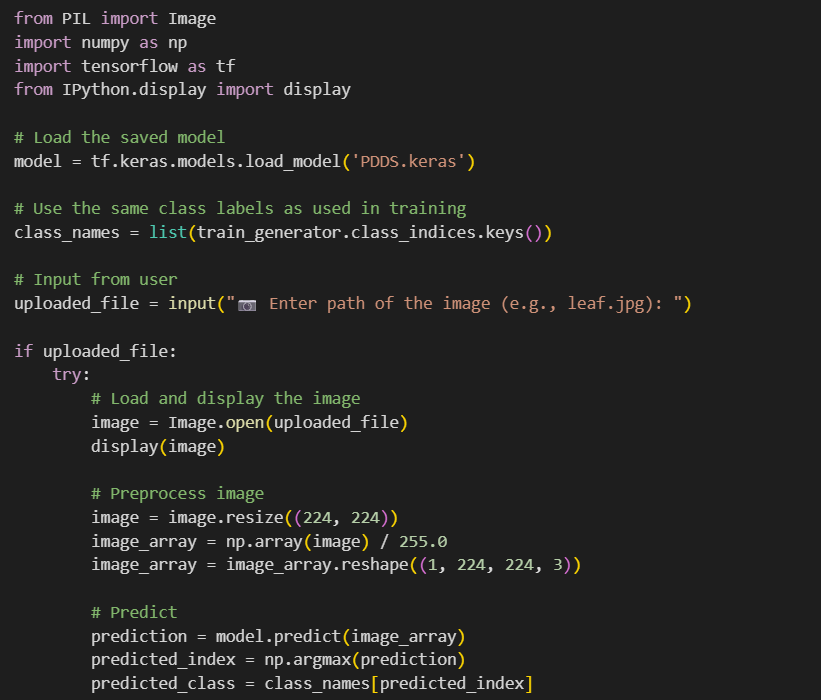 from PIL import Image
import numpy as np
import tensorflow as tf
from IPython.display import display

# Load the saved model
model = tf.keras.models.load_model('PDDS.keras')

# Use the same class labels as used in training
class_names = list(train_generator.class_indices.keys())

# Input from user
uploaded_file = input("📷 Enter path of the image (e.g., leaf.jpg): ")

if uploaded_file:
    try:
        # Load and display the image
        image = Image.open(uploaded_file)
        display(image)

        # Preprocess image
        image = image.resize((224, 224))
        image_array = np.array(image) / 255.0
        image_array = image_array.reshape((1, 224, 224, 3))

        # Predict
        prediction = model.predict(image_array)
        predicted_index = np.argmax(prediction)
        predicted_class = class_names[predicted_index]